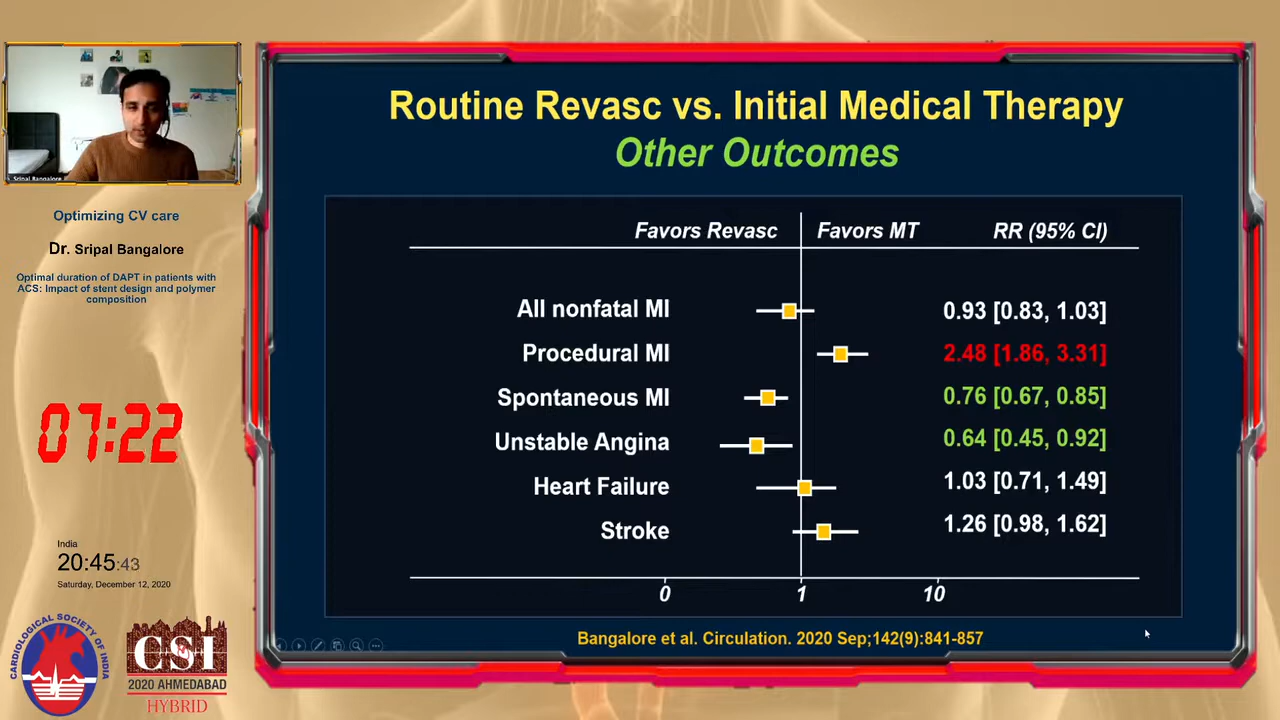 Sripal Bangalore
Optimizing CV care
Dr. Sripal Bangalore
Optimal duration of DAPT in patients with
ACS: Impact of stent design and polymer
composition
07:22
India
20:45:43
Saturday, December 12, 2020
CARDIOLOGICAL SOCIETY OF INDIA
CSI
2020 AHMEDABAD
HYBRID
Routine Revasc vs. Initial Medical Therapy
Other Outcomes
Favors Revasc Favors MT RR (95% CI)
All nonfatal MI 0.93 [0.83, 1.03]
Procedural MI 2.48 [1.86, 3.31]
Spontaneous MI 0.76 [0.67, 0.85]
Unstable Angina 0.64 [0.45, 0.92]
Heart Failure 1.03 [0.71, 1.49]
Stroke 1.26 [0.98, 1.62]
0 1 10
Bangalore et al. Circulation. 2020 Sep;142(9):841-857